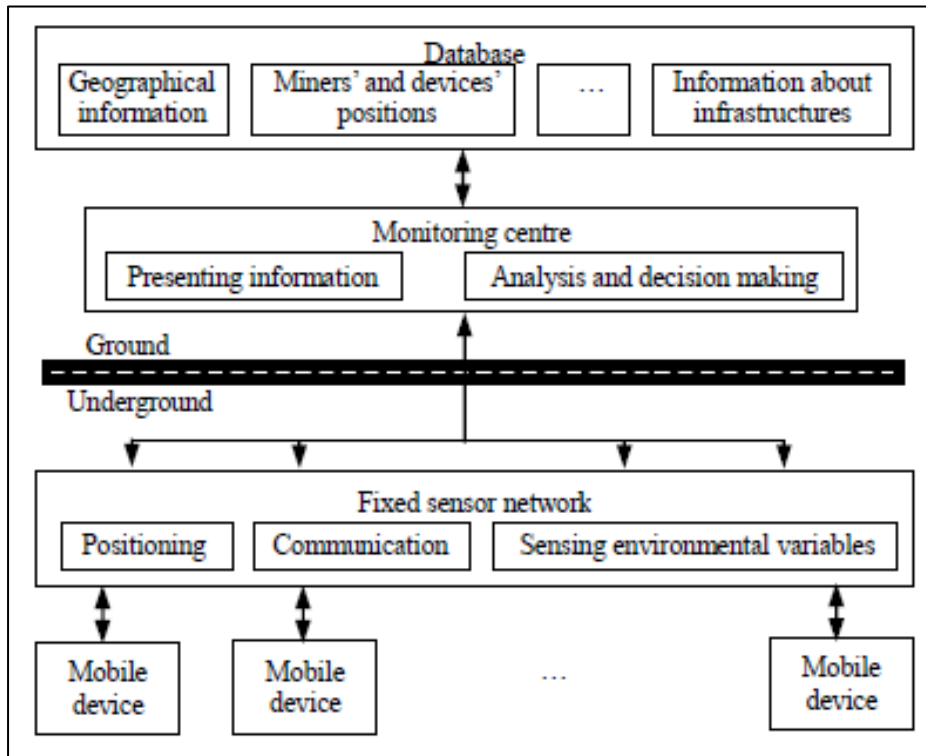 Database
Geographical
information
Miners’ and devices’
positions
…
Information about
infrastructures
Monitoring centre
Presenting information
Analysis and decision making
Ground
Underground
Fixed sensor network
Positioning
Communication
Sensing environmental variables
Mobile
device
Mobile
device
…
Mobile
device